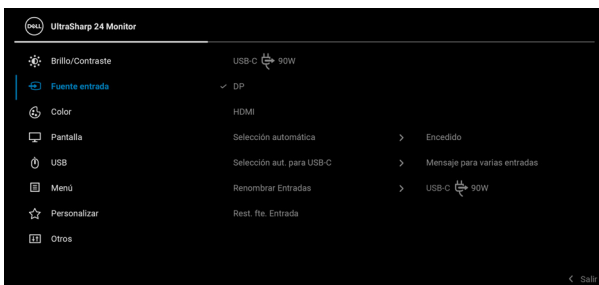 DELL UltraSharp 24 Monitor
Brillo/Contraste USB-C 90W
Fuente entrada DP
Color HDMI
Pantalla Selección automática Encedido
USB Selección aut. para USB-C Mensaje para varias entradas
Menú Renombrar Entradas USB-C 90W
Personalizar Rest. fte. Entrada
Otros
Salir